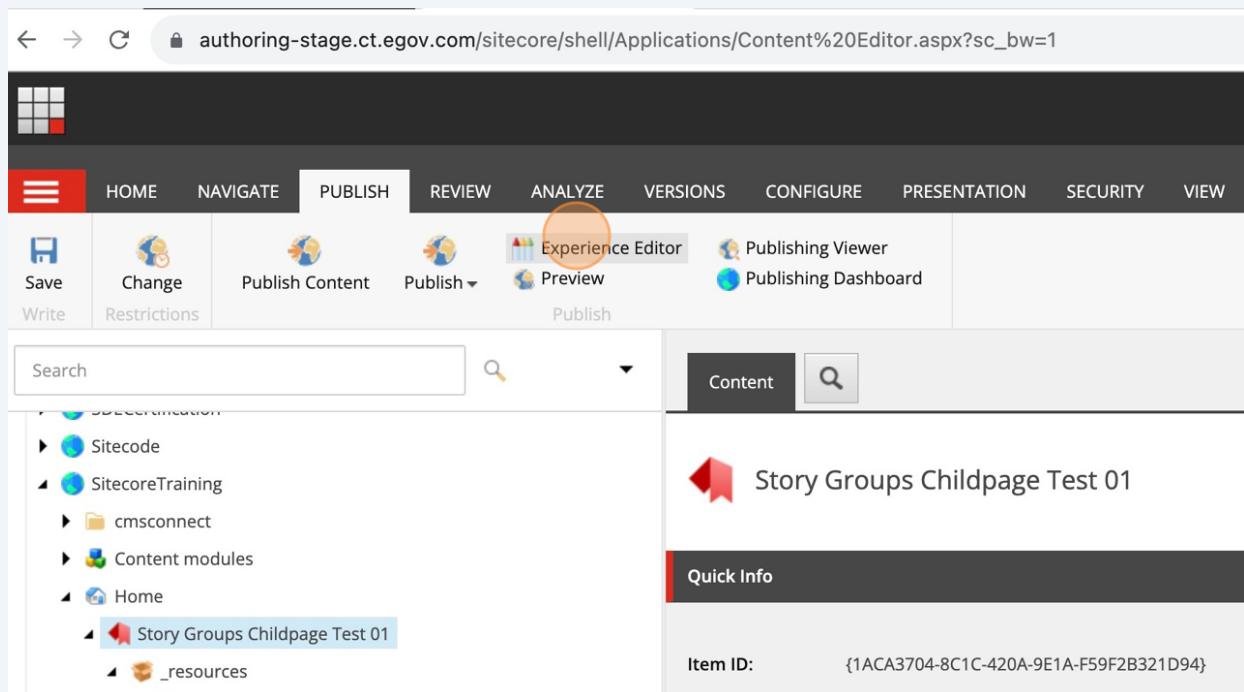 authoring-stage.ct.egov.com/sitecore/shell/Applications/Content%20Editor.aspx?sc_bw=1
HOME NAVIGATE PUBLISH REVIEW ANALYZE VERSIONS CONFIGURE PRESENTATION SECURITY VIEW
Experience Editor Publishing Viewer
Save Change Publish Content Publish Preview Publishing Dashboard
Write Restrictions Publish
Search
Content
SDECertification
Sitecode
SitecoreTraining
Story Groups Childpage Test 01
cmsconnect
Content modules
Quick Info
Home
Story Groups Childpage Test 01
_resources
Item ID: {1ACA3704-8C1C-420A-9E1A-F59F2B321D94}